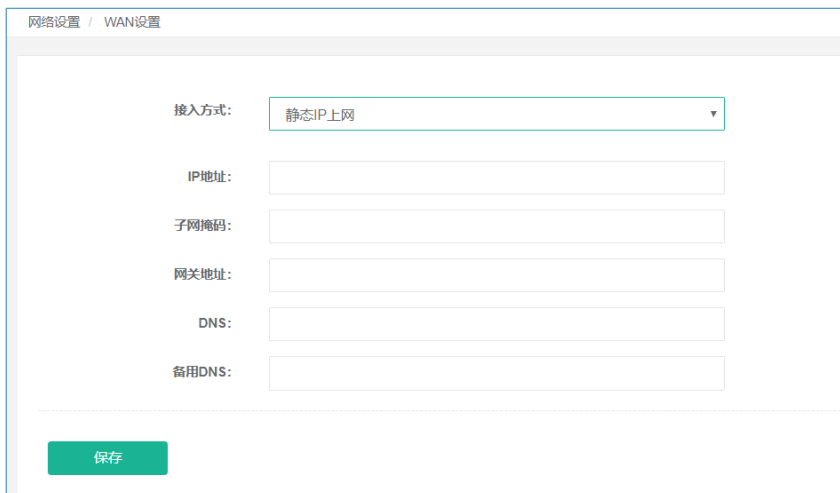 网络设置 / WAN设置
接入方式: 静态IP上网
IP地址:
子网掩码:
网关地址:
DNS:
备用DNS:
保存